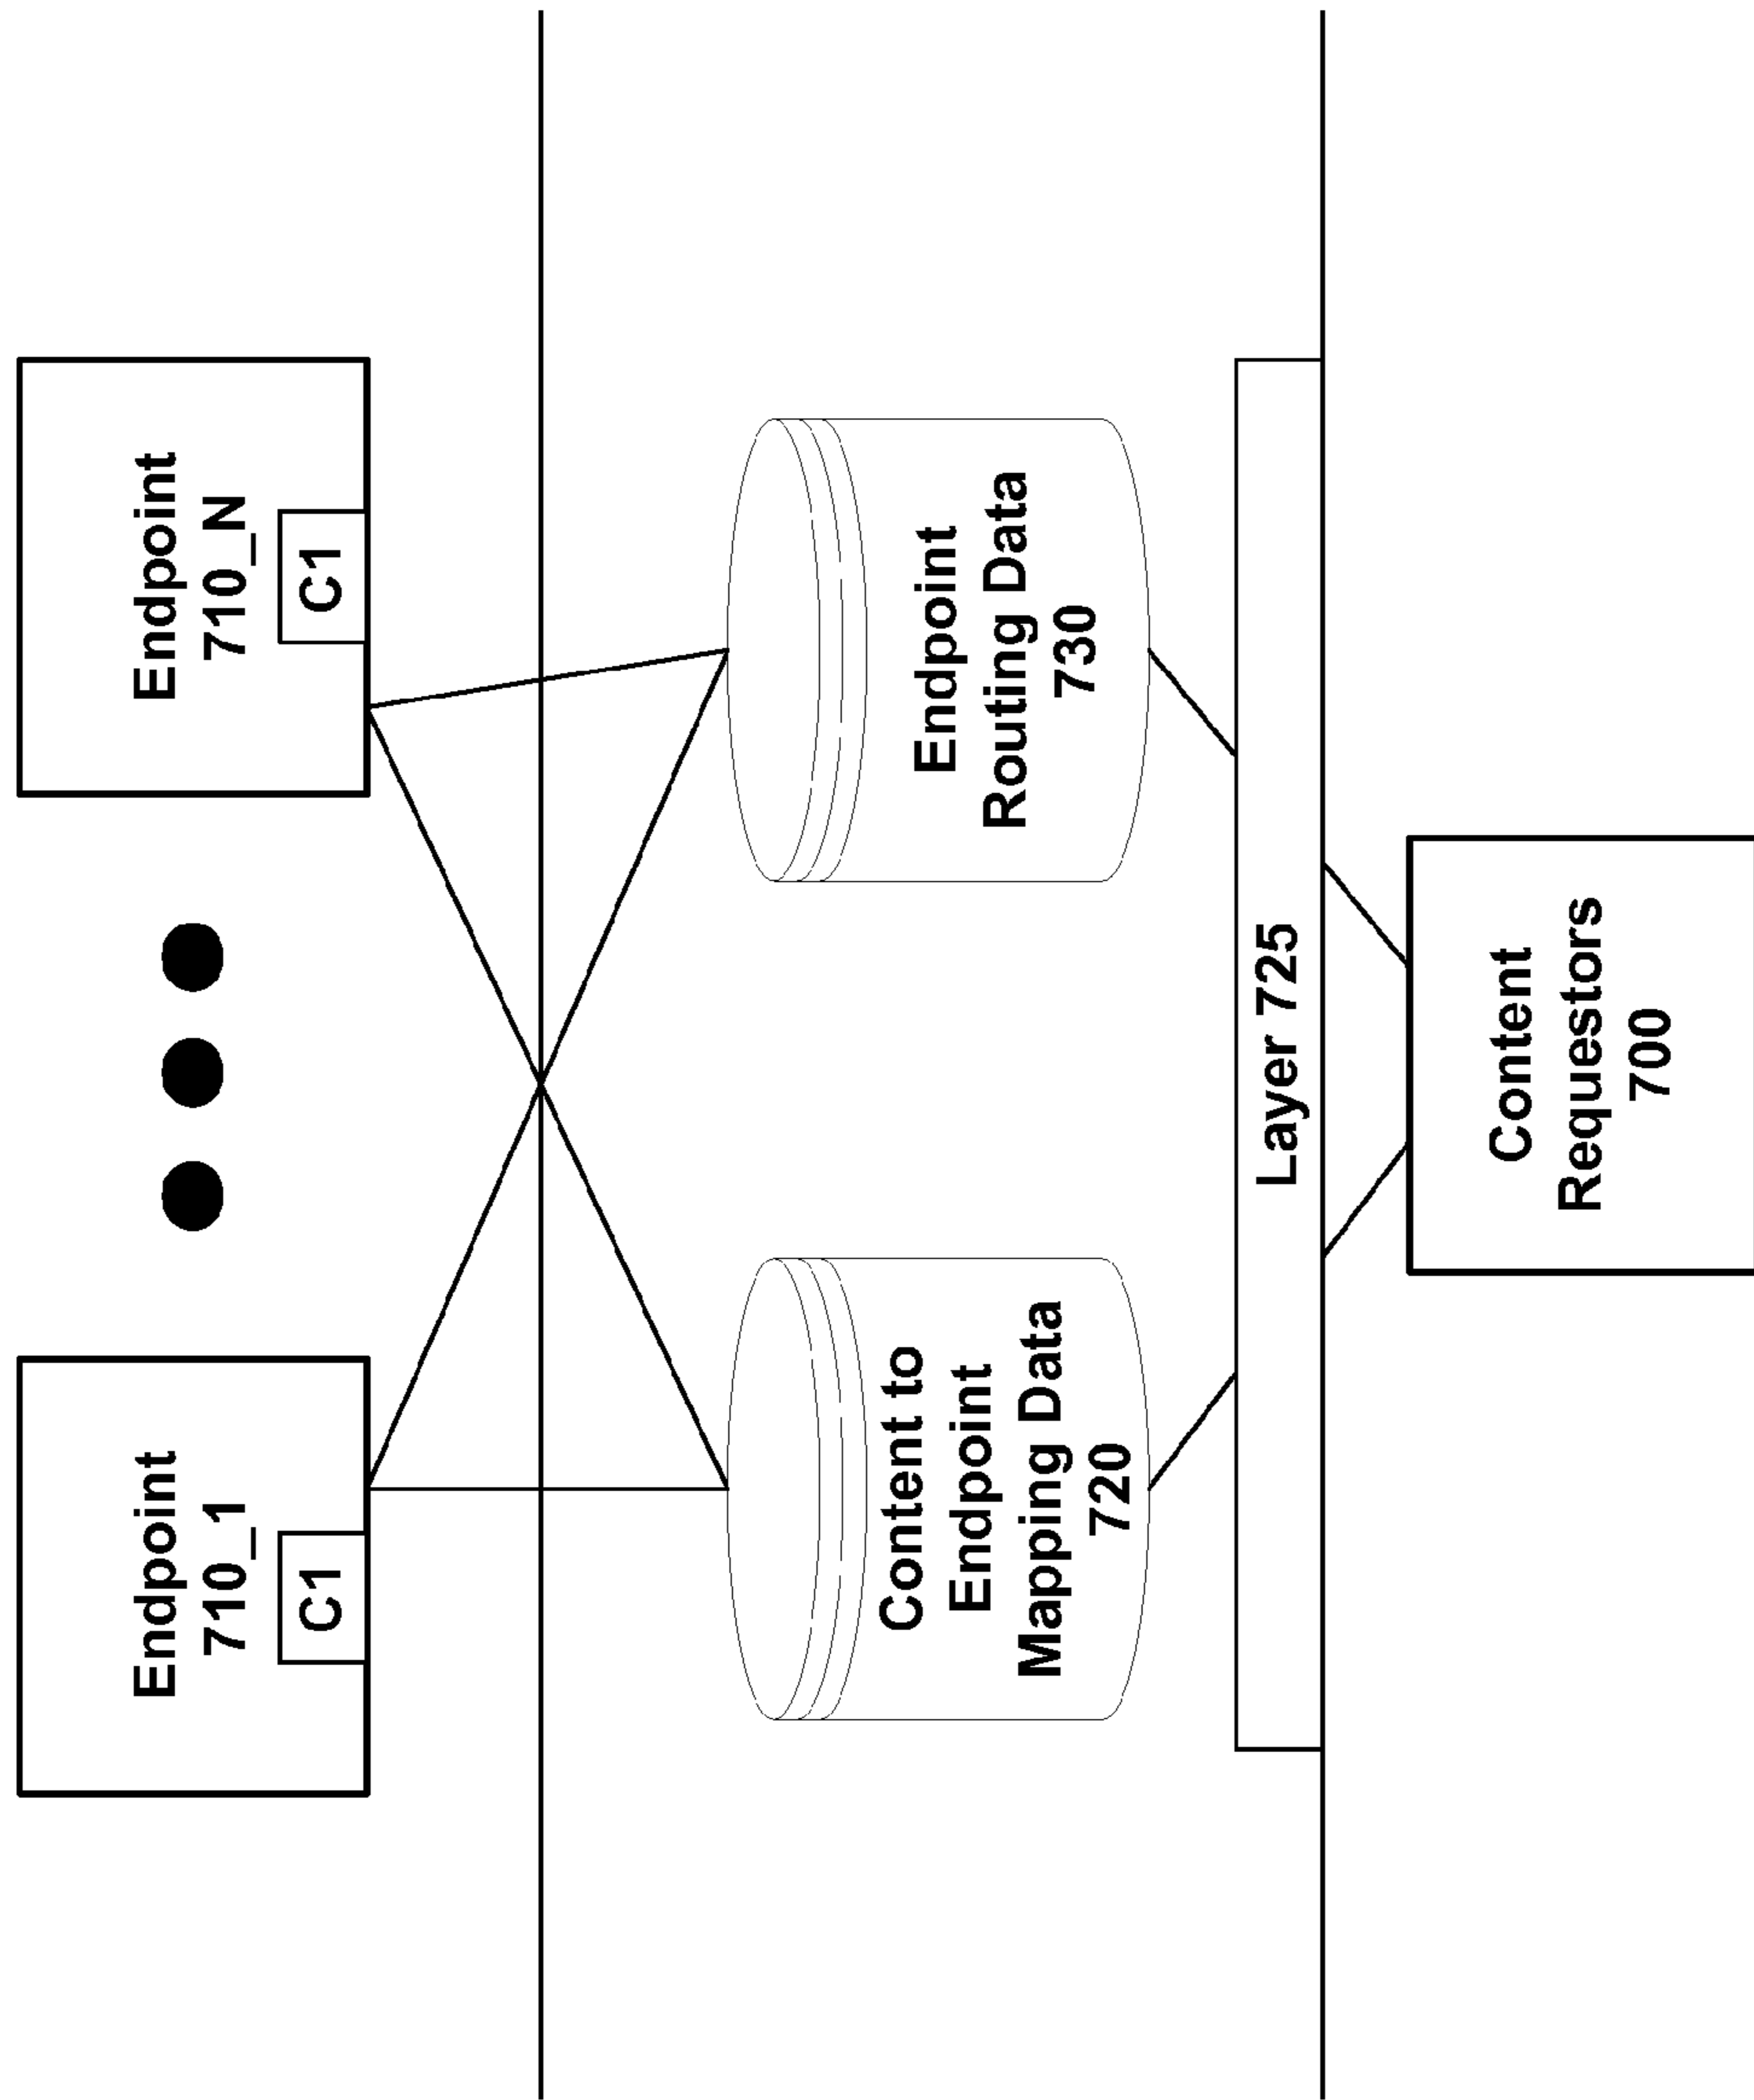 Endpoint
710_1
C1
Endpoint
710_N
C1
Content to
Endpoint
Mapping Data
720
Endpoint
Routing Data
730
Layer 725
Content
Requestors
700